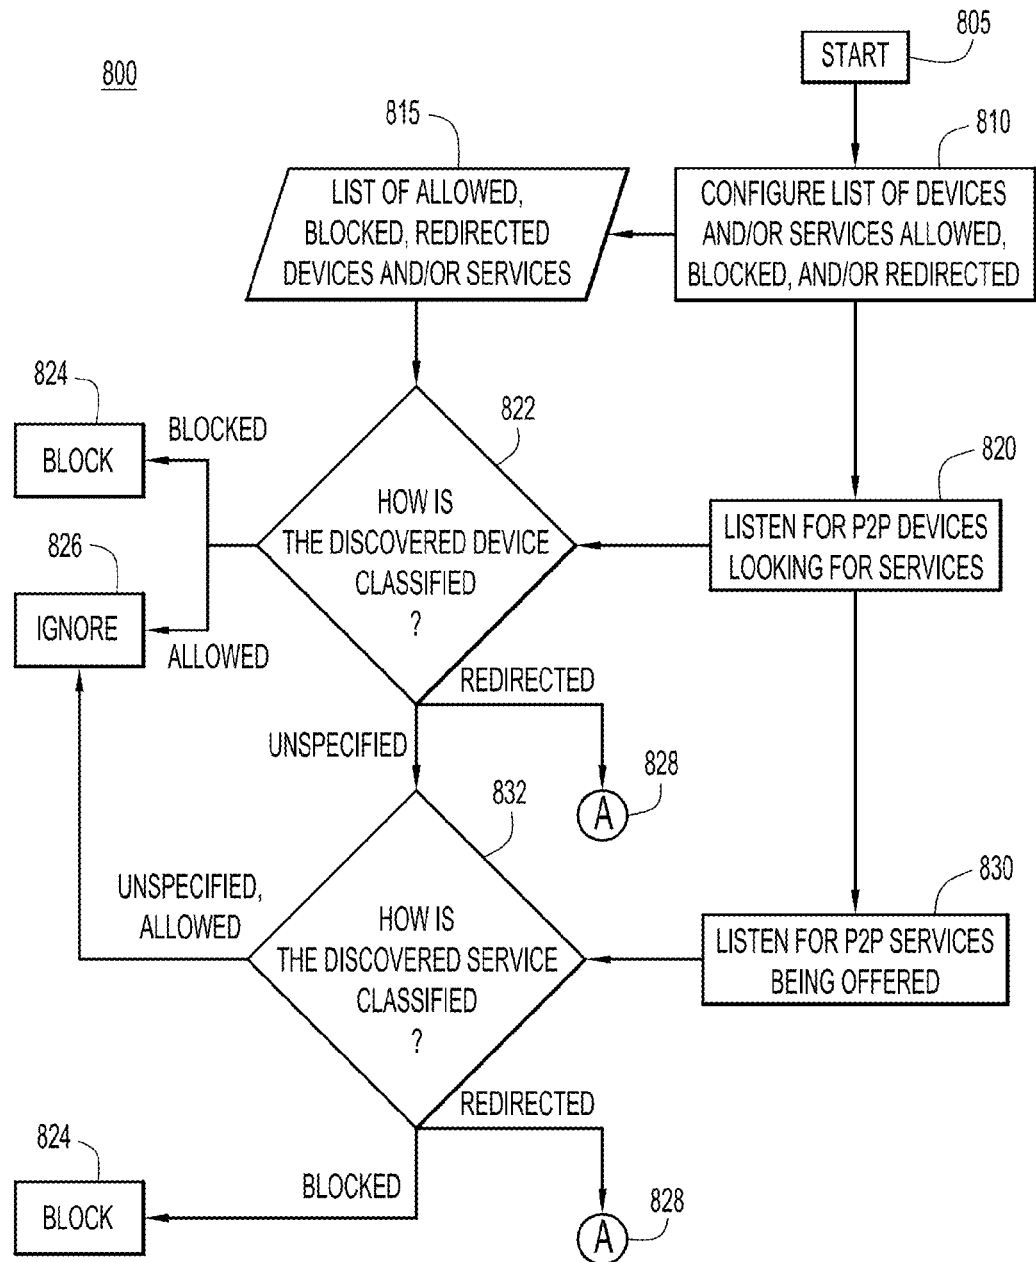 800
805
START
815
810
LIST OF ALLOWED,
BLOCKED, REDIRECTED
DEVICES AND/OR SERVICES
CONFIGURE LIST OF DEVICES
AND/OR SERVICES ALLOWED,
BLOCKED, AND/OR REDIRECTED
824
BLOCK
BLOCKED
822
HOW IS
THE DISCOVERED DEVICE
CLASSIFIED
?
820
LISTEN FOR P2P DEVICES
LOOKING FOR SERVICES
826
IGNORE
ALLOWED
REDIRECTED
UNSPECIFIED
828
A
832
UNSPECIFIED,
ALLOWED
HOW IS
THE DISCOVERED SERVICE
CLASSIFIED
?
830
LISTEN FOR P2P SERVICES
BEING OFFERED
REDIRECTED
824
BLOCK
BLOCKED
828
A